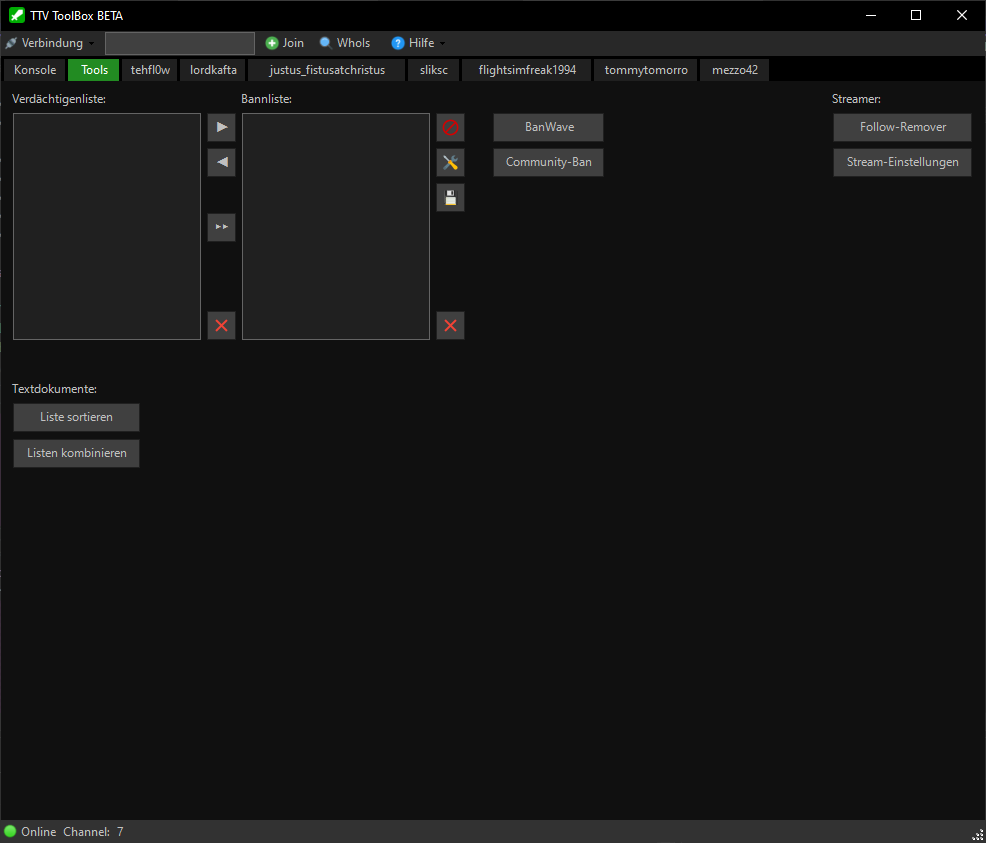 TTV ToolBox BETA
Verbindung Join WhoIs Hilfe
Konsole Tools tehfl0w lordkafta justus_fistusatchristus sliksc flightsimfreak1994 tommytomorro mezzo42
Verdächtigenliste: Bannliste: Streamer:
BanWave Follow-Remover
Community-Ban Stream-Einstellungen
Textdokumente:
Liste sortieren
Listen kombinieren
Online Channel: 7